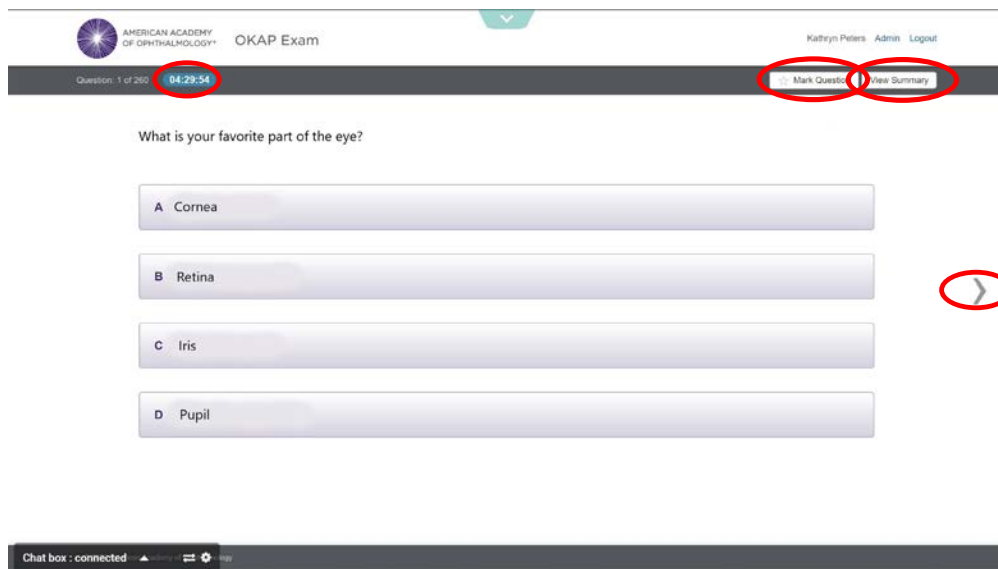 AMERICAN ACADEMY
OF OPHTHALMOLOGY®
OKAP Exam
Kathryn Peters Admin Logout
Question: 1 of 260 04:29:54
Mark Question View Summary
What is your favorite part of the eye?
A Cornea
B Retina
C Iris
D Pupil
Chat box : connected